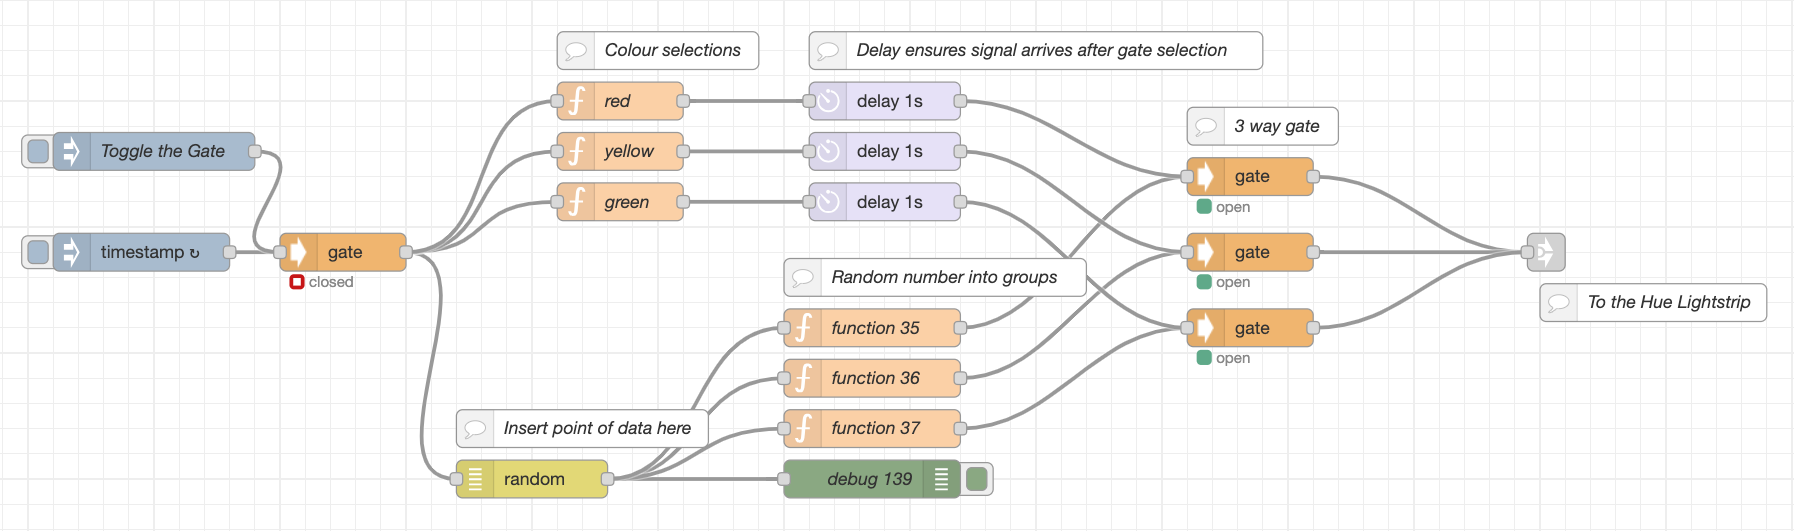 Colour selections
Delay ensures signal arrives after gate selection
red
delay 1s
3 way gate
Toggle the Gate
yellow
delay 1s
gate
open
green
delay 1s
timestamp ↻
gate
closed
gate
open
Random number into groups
To the Hue Lightstrip
function 35
gate
open
function 36
Insert point of data here
function 37
random
debug 139